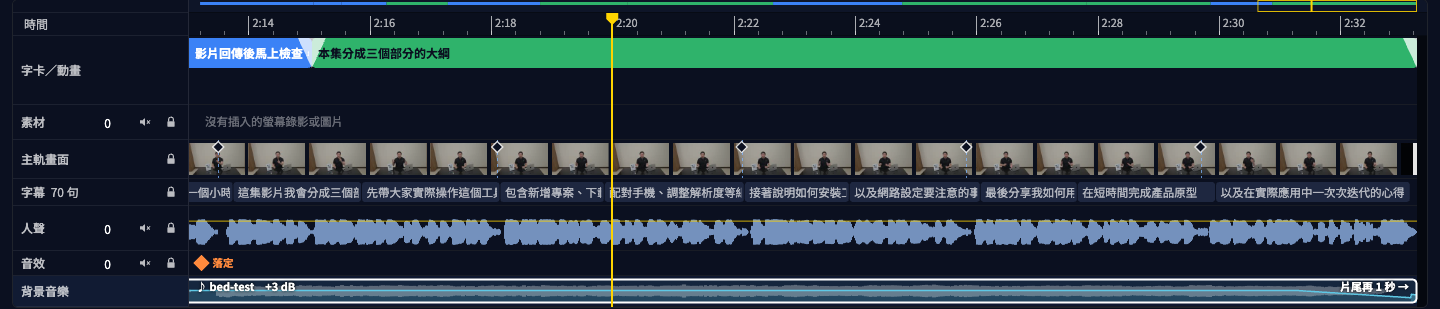 時間 2:14 2:16 2:18 2:20 2:22 2:24 2:26 2:28 2:30 2:32
字卡／動畫 影片回傳後馬上檢查 本集分成三個部分的大綱
素材 0 沒有插入的螢幕錄影或圖片
主軌畫面
字幕 70 句 一個小時 這集影片我會分成三個部 先帶大家實際操作這個工 包含新增專案、下載 配對手機、調整解析度等 接著說明如何安裝 以及網路設定要注意的事 最後分享我如何用 在短時間完成產品原型 以及在實際應用中一次次迭代的心得
人聲 0
音效 0 落定
背景音樂 ♪ bed-test +3 dB 片尾再 1 秒 →